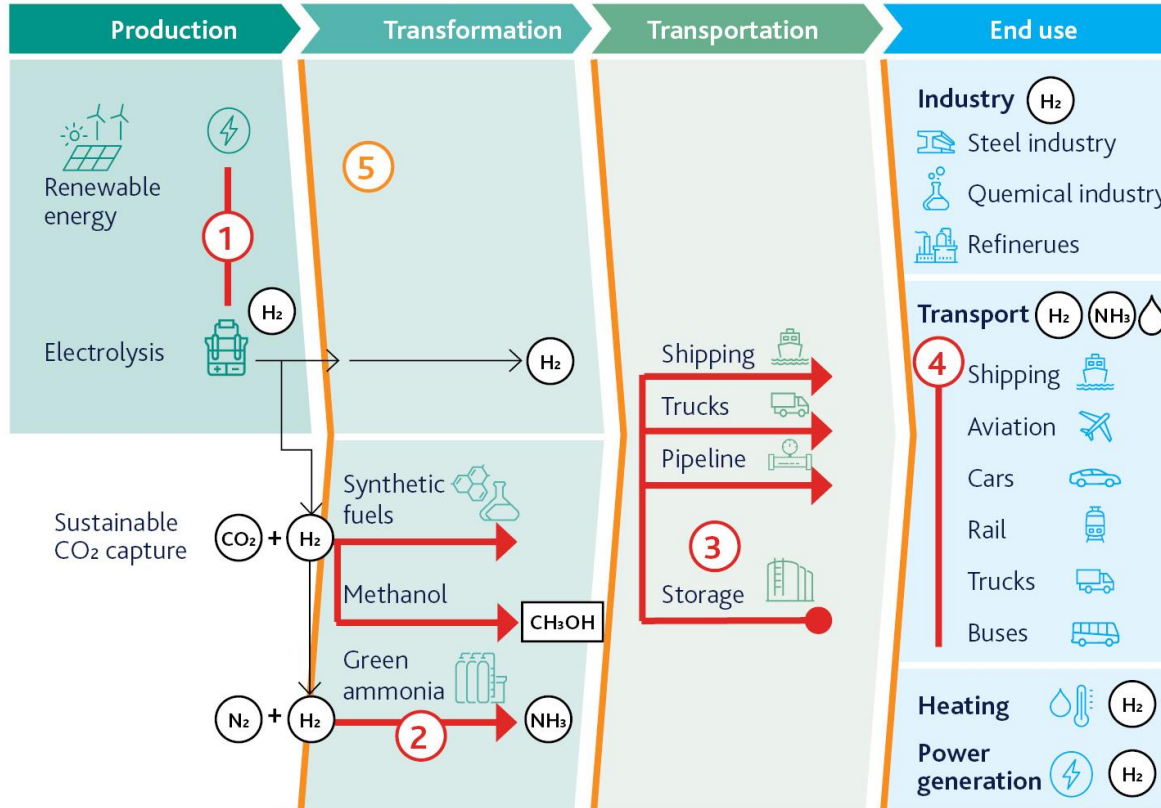 Production
Transformation
Transportation
End use
Renewable
energy
1
H₂
Electrolysis
5
H₂
Sustainable
CO₂ capture
CO₂ + H₂
N₂ + H₂
Synthetic
fuels
Methanol
CH₃OH
Green
ammonia
2
NH₃
Shipping
Trucks
Pipeline
3
Storage
Industry H₂
Steel industry
Quemical industry
Refinerues
Transport H₂ NH₃
4
Shipping
Aviation
Cars
Rail
Trucks
Buses
Heating H₂
Power
generation H₂